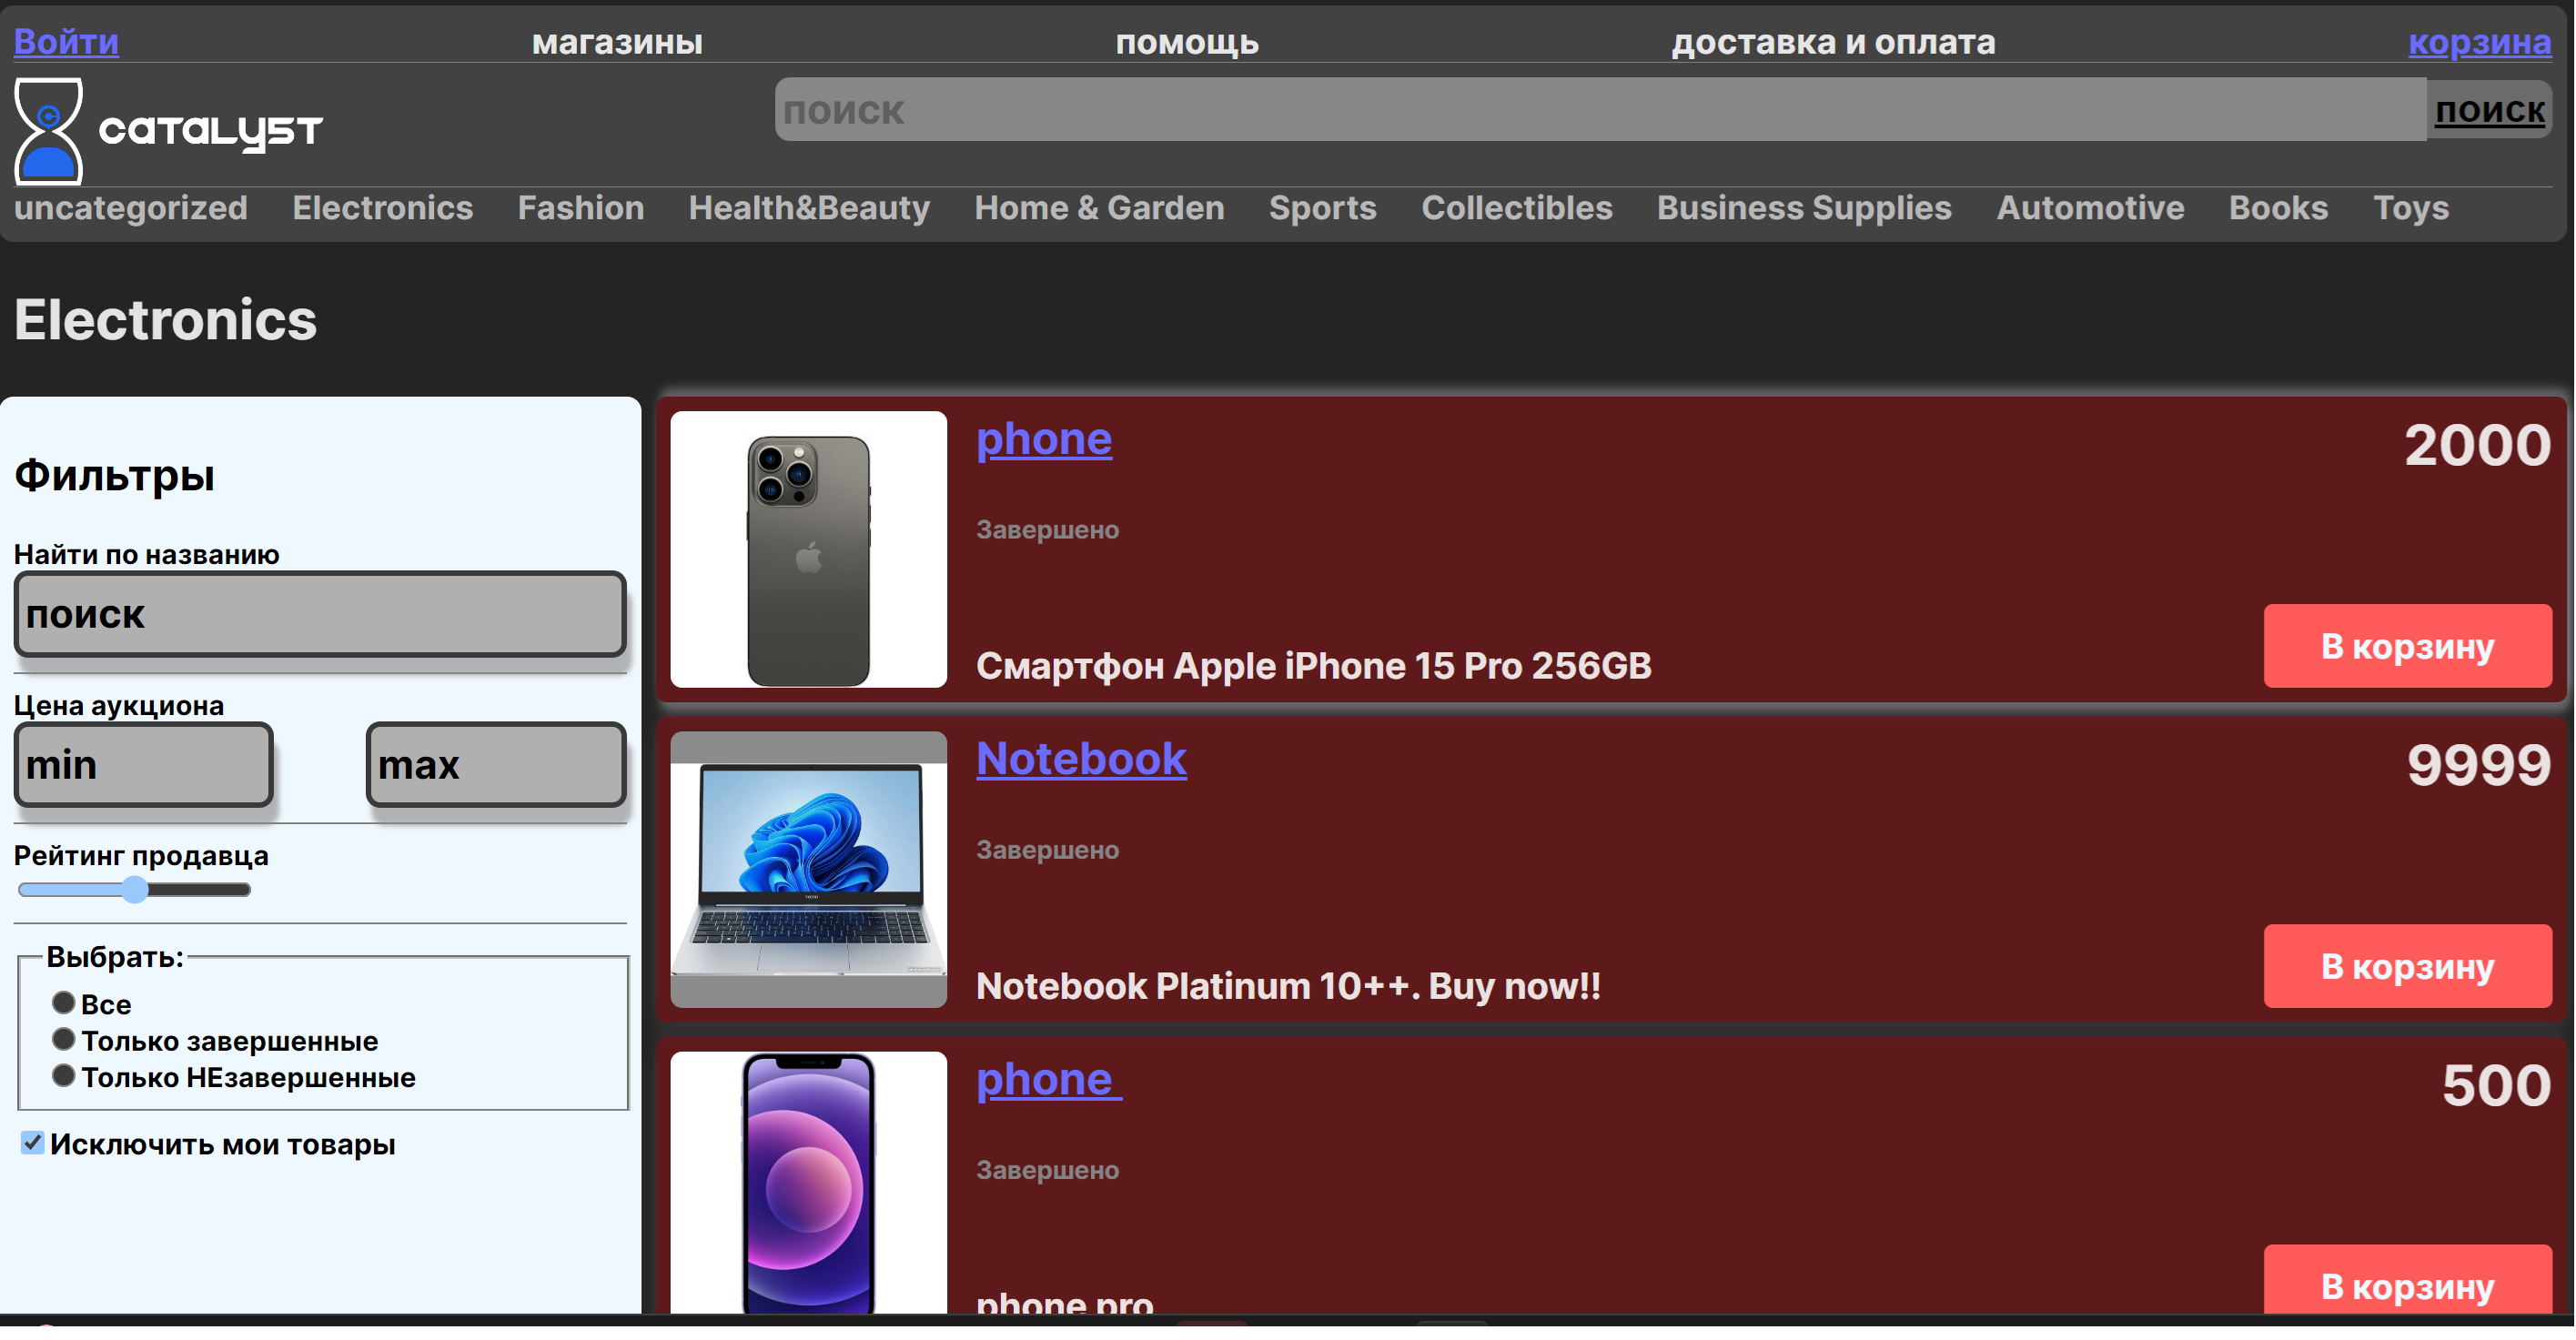 Войти магазины помощь доставка и оплата корзина
CATALY5T
поиск поиск
uncategorized Electronics Fashion Health&Beauty Home & Garden Sports Collectibles Business Supplies Automotive Books Toys
Electronics
Фильтры
Найти по названию
поиск
Цена аукциона
min max
Рейтинг продавца
Выбрать:
Все
Только завершенные
Только НЕзавершенные
Исключить мои товары
phone 2000
Завершено
Смартфон Apple iPhone 15 Pro 256GB
В корзину
Notebook 9999
Завершено
Notebook Platinum 10++. Buy now!!
В корзину
phone 500
Завершено
phone pro
В корзину